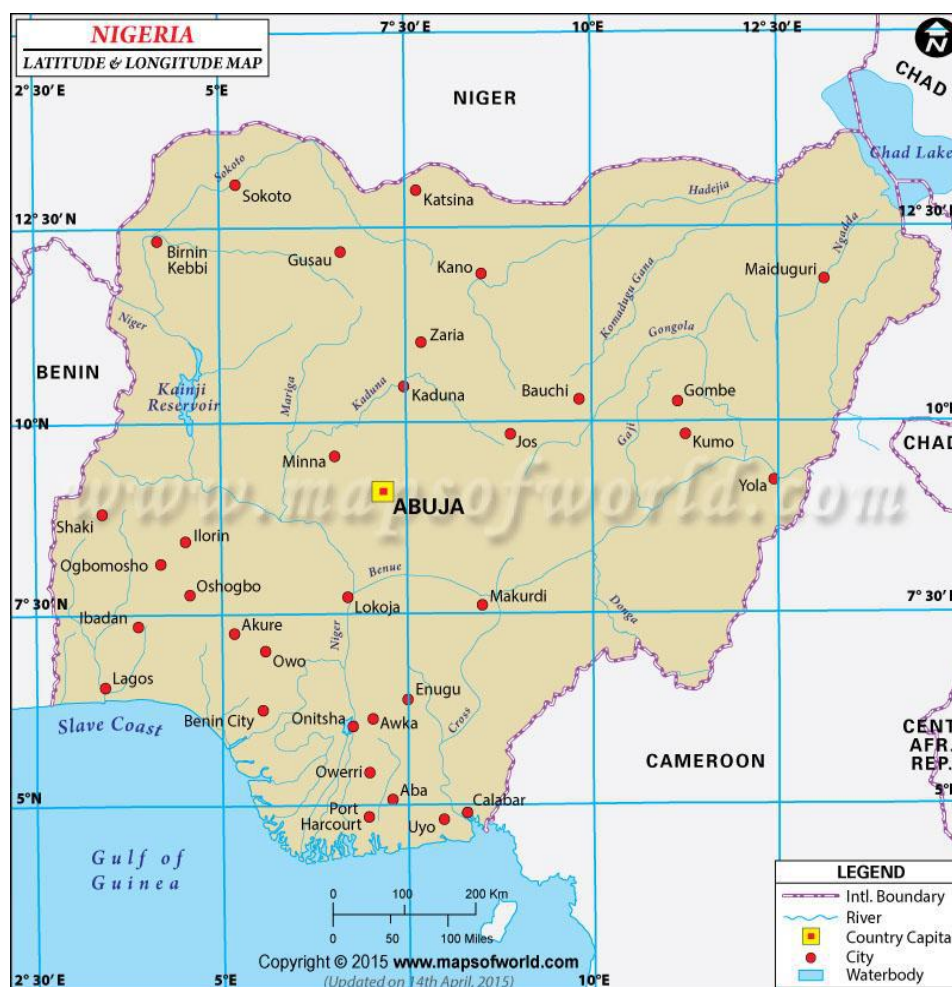 NIGERIA
LATITUDE & LONGITUDE MAP
7° 30' E
10° E
12° 30' E
N
2° 30' E
5° E
NIGER
CHAD
Chad Lake
Sokoto
Sokoto
Katsina
Hadejia
12° 30' N
12° 30' N
Birnin
Kebbi
Gusau
Kano
Maiduguri
Ngadda
Komadugu Gana
Niger
Gongola
Zaria
BENIN
Kainji
Reservoir
Mariga
Kaduna
Kaduna
Bauchi
Gombe
10° N
10° N
Gaji
Jos
Kumo
CHAD
Minna
Yola
www.mapsofworld.com
ABUJA
Shaki
Ilorin
Ogbomosho
Benue
Oshogbo
Lokoja
Makurdi
7° 30' N
7° 30' N
Ibadan
Akure
Niger
Donga
Owo
Lagos
Enugu
Slave Coast
Benin City
Onitsha
Awka
Cross
CENT
AFR.
REP.
CAMEROON
Owerri
Aba
Calabar
5° N
5° N
Port
Harcourt
Uyo
Gulf of
Guinea
0 100 200 Km
0 50 100 Miles
LEGEND
Intl. Boundary
River
Country Capita
City
Waterbody
Copyright © 2015 www.mapsofworld.com
(Updated on 14th April, 2015)
2° 30' E
5° E
10° E